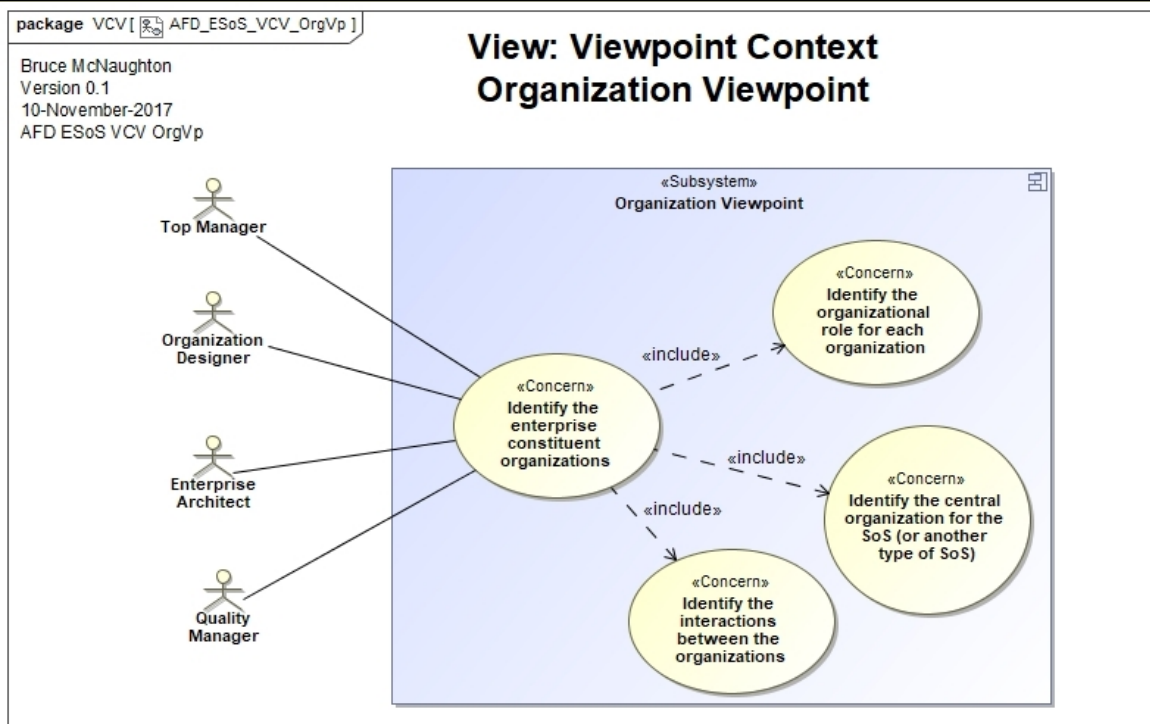 package VCV [ AFD_ESoS_VCV_OrgVp ]
View: Viewpoint Context
Organization Viewpoint
Bruce McNaughton
Version 0.1
10-November-2017
AFD ESoS VCV OrgVp
Top Manager
Organization
Designer
Enterprise
Architect
Quality
Manager
«Subsystem»
Organization Viewpoint
«Concern»
Identify the
enterprise
constituent
organizations
«include»
«Concern»
Identify the
organizational
role for each
organization
«include»
«Concern»
Identify the central
organization for the
SoS (or another
type of SoS)
«include»
«Concern»
Identify the
interactions
between the
organizations